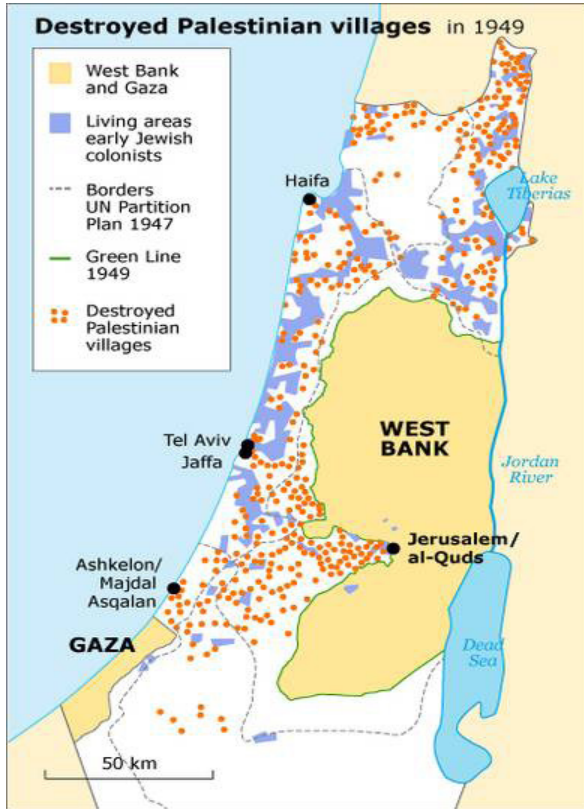 Destroyed Palestinian villages in 1949
West Bank
and Gaza
Living areas
early Jewish
colonists
Borders
UN Partition
Plan 1947
Green Line
1949
Destroyed
Palestinian
villages
Haifa
Lake
Tiberias
Tel Aviv
Jaffa
WEST
BANK
Jordan
River
Jerusalem/
al-Quds
Ashkelon/
Majdal
Asqalan
GAZA
Dead
Sea
50 km